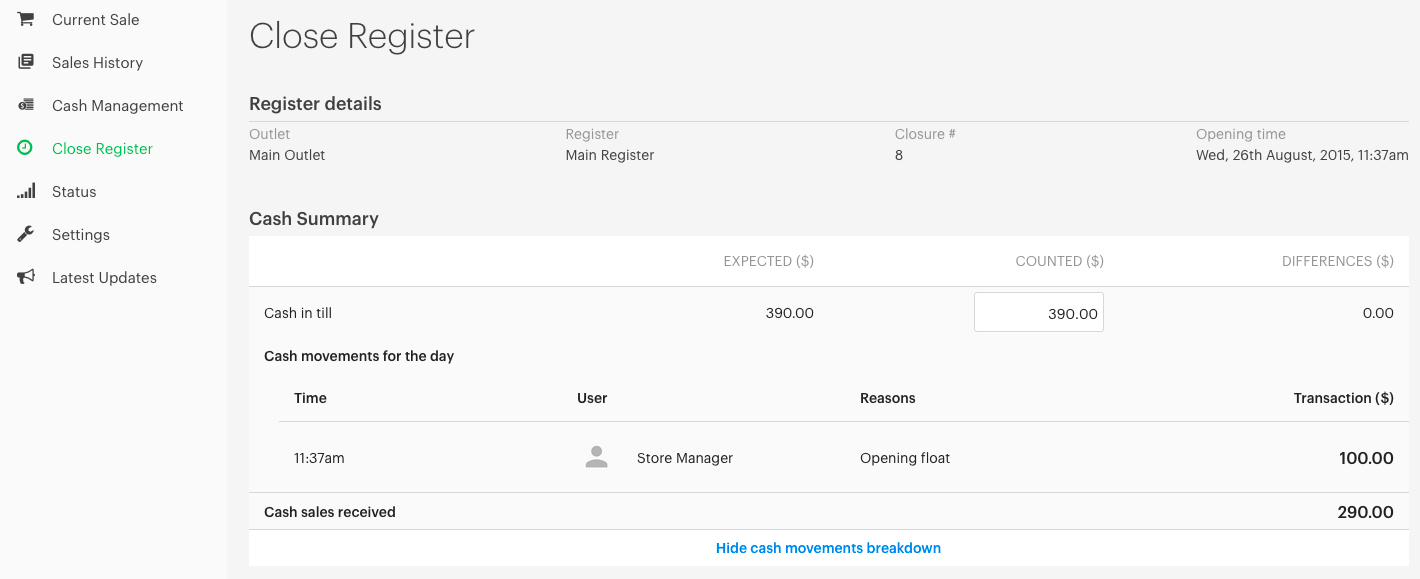 Current Sale
Sales History
Cash Management
Close Register
Status
Settings
Latest Updates
Close Register
Register details
Outlet Register Closure # Opening time
Main Outlet Main Register 8 Wed, 26th August, 2015, 11:37am
Cash Summary
EXPECTED ($) COUNTED ($) DIFFERENCES ($)
Cash in till 390.00 390.00 0.00
Cash movements for the day
Time User Reasons Transaction ($)
11:37am Store Manager Opening float 100.00
Cash sales received 290.00
Hide cash movements breakdown